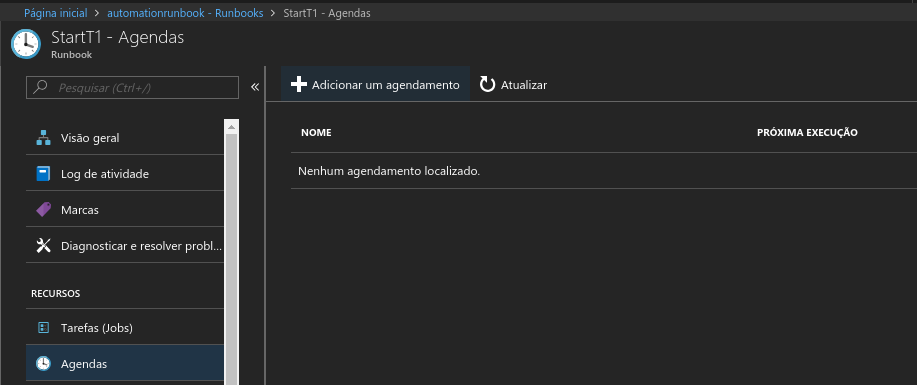 Página inicial > automationrunbook - Runbooks > StartT1 - Agendas
StartT1 - Agendas
Runbook
Pesquisar (Ctrl+/)
«
Adicionar um agendamento
Atualizar
Visão geral
Log de atividade
Marcas
Diagnosticar e resolver probl...
RECURSOS
Tarefas (Jobs)
Agendas
NOME
PRÓXIMA EXECUÇÃO
Nenhum agendamento localizado.